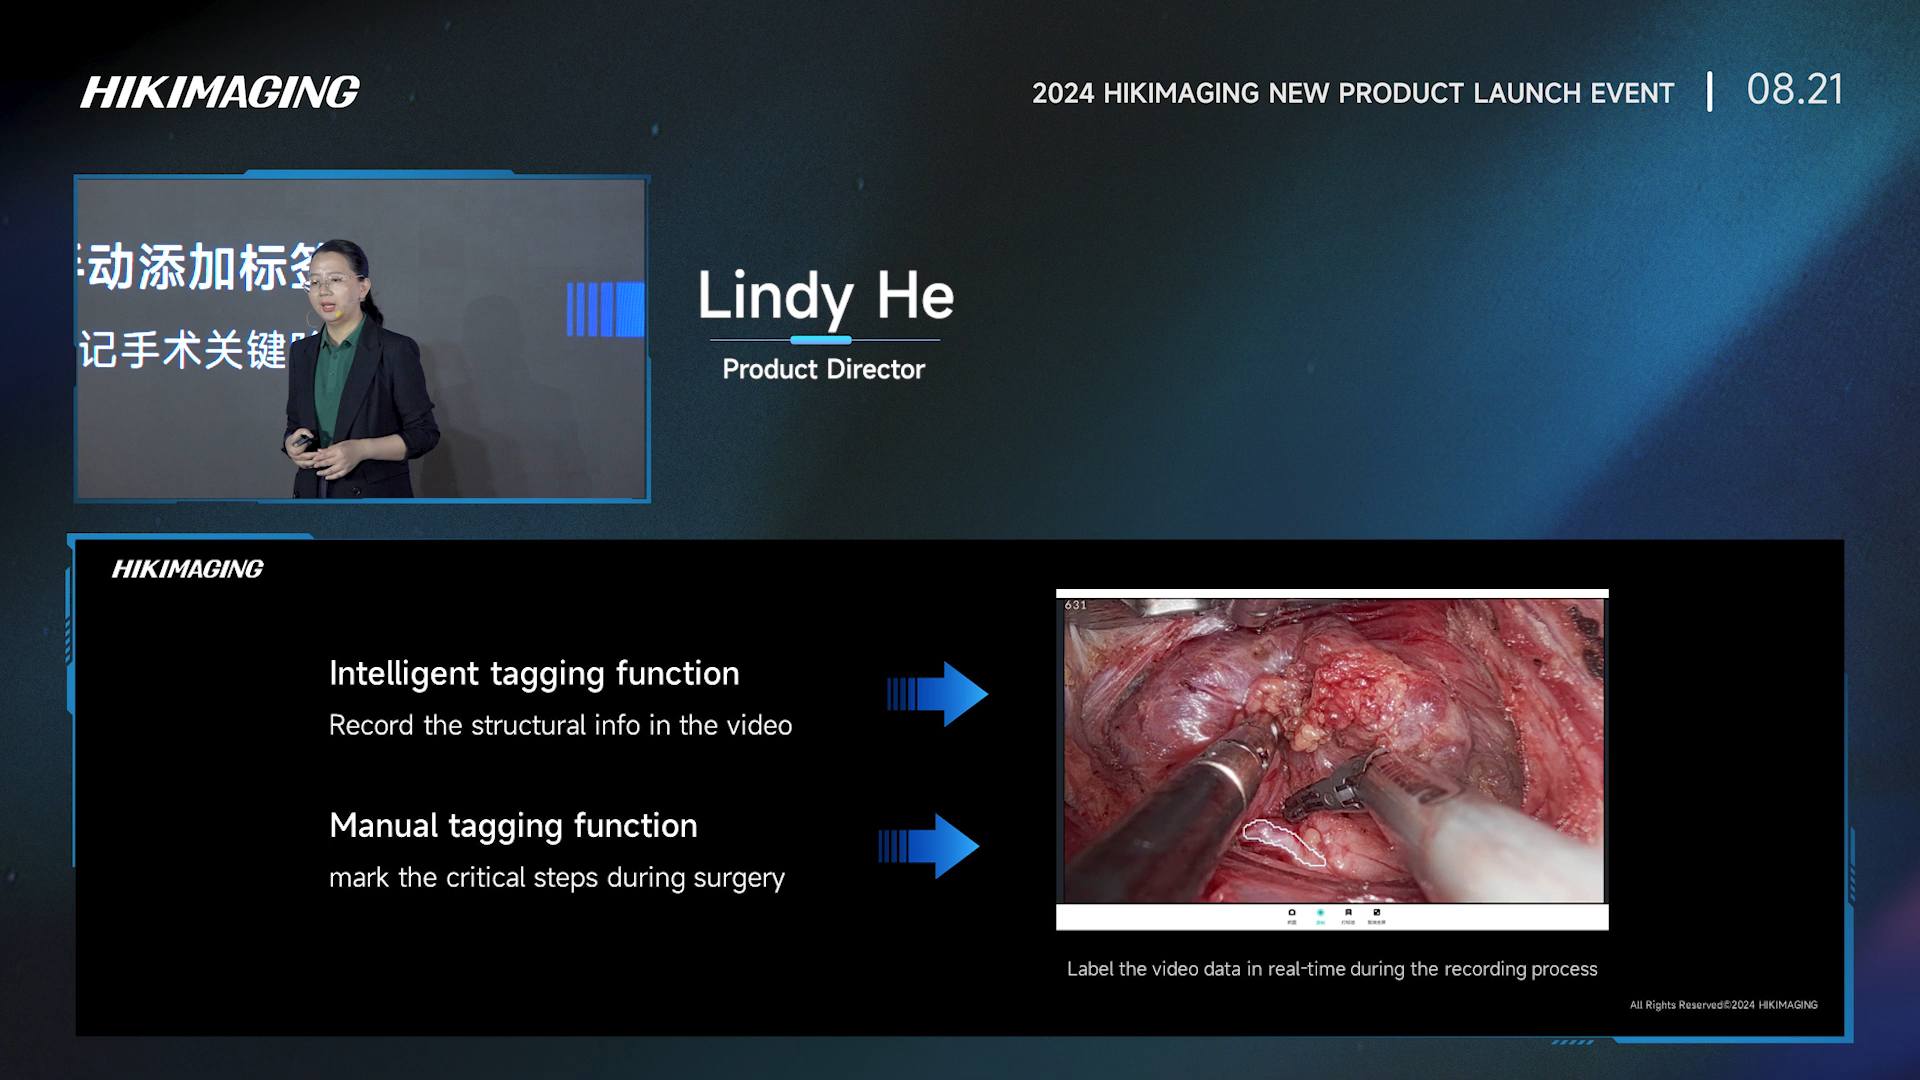 HIKIMAGING
2024 HIKIMAGING NEW PRODUCT LAUNCH EVENT | 08.21
动添加标签
记手术关键
Lindy He
Product Director
HIKIMAGING
Intelligent tagging function
Record the structural info in the video
Manual tagging function
mark the critical steps during surgery
631
Label the video data in real-time during the recording process
All Rights Reserved©2024 HIKIMAGING